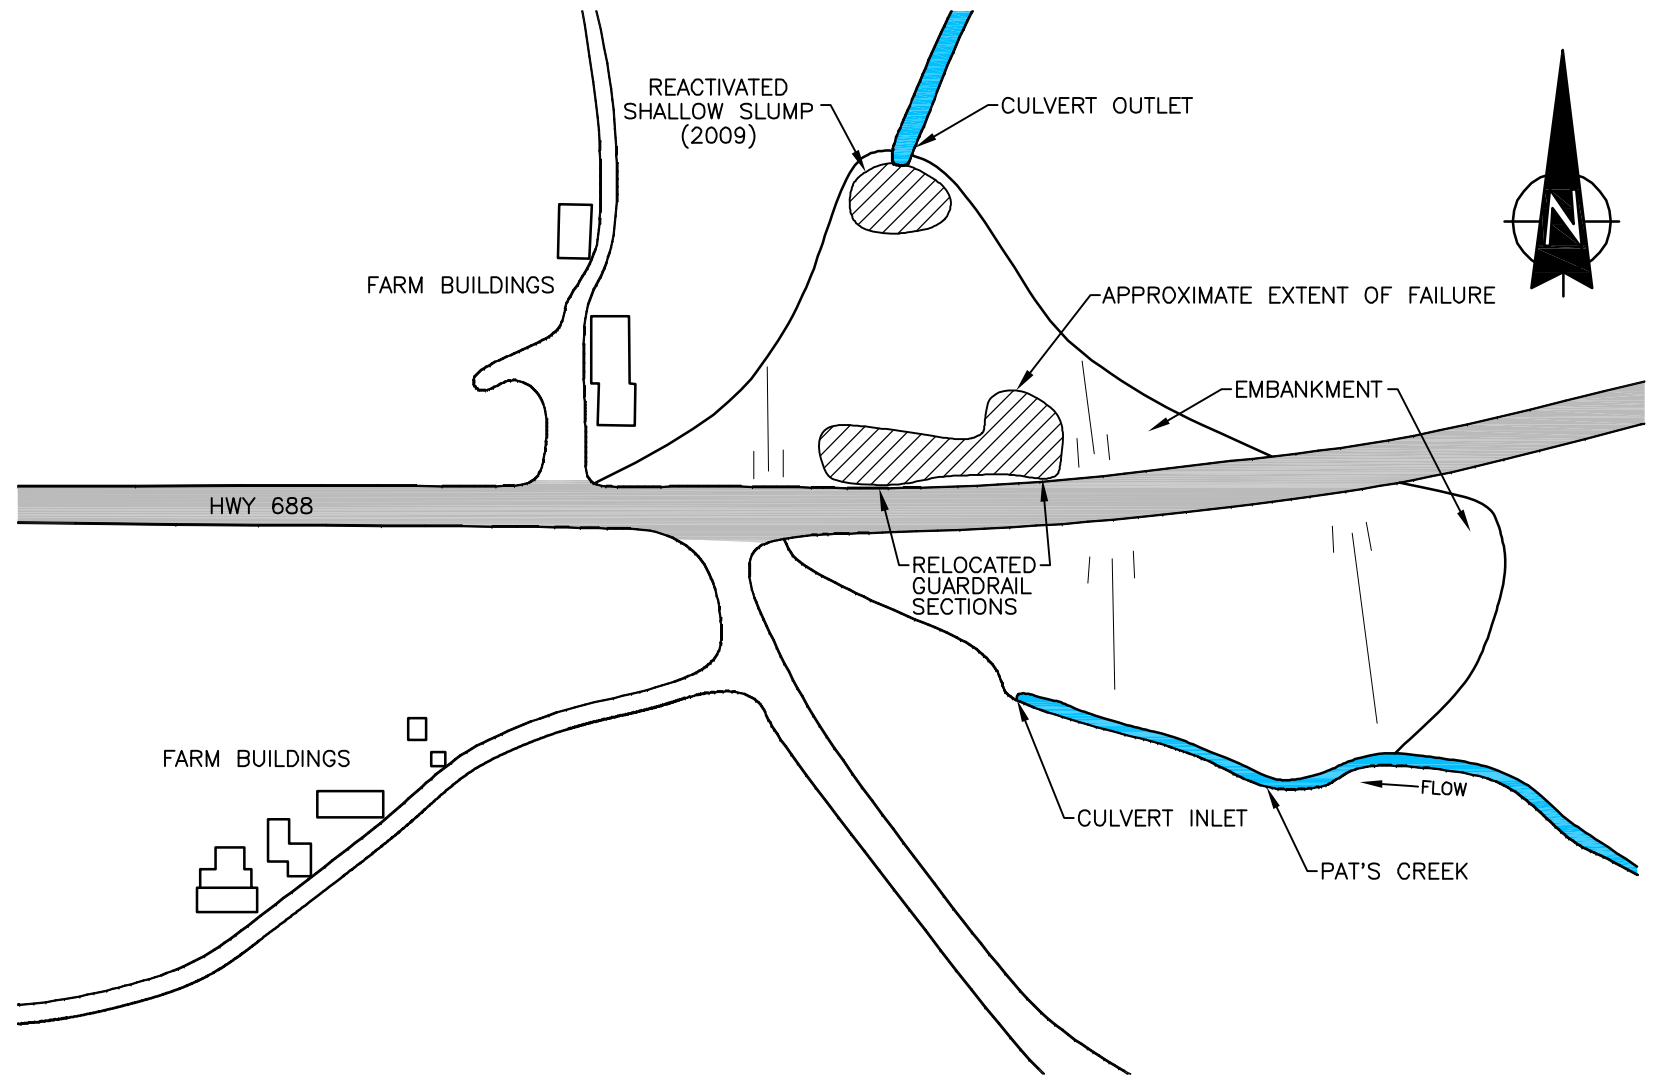 REACTIVATED
SHALLOW SLUMP
(2009)
CULVERT OUTLET
N
FARM BUILDINGS
APPROXIMATE EXTENT OF FAILURE
EMBANKMENT
HWY 688
RELOCATED
GUARDRAIL
SECTIONS
FARM BUILDINGS
FLOW
CULVERT INLET
PAT'S CREEK